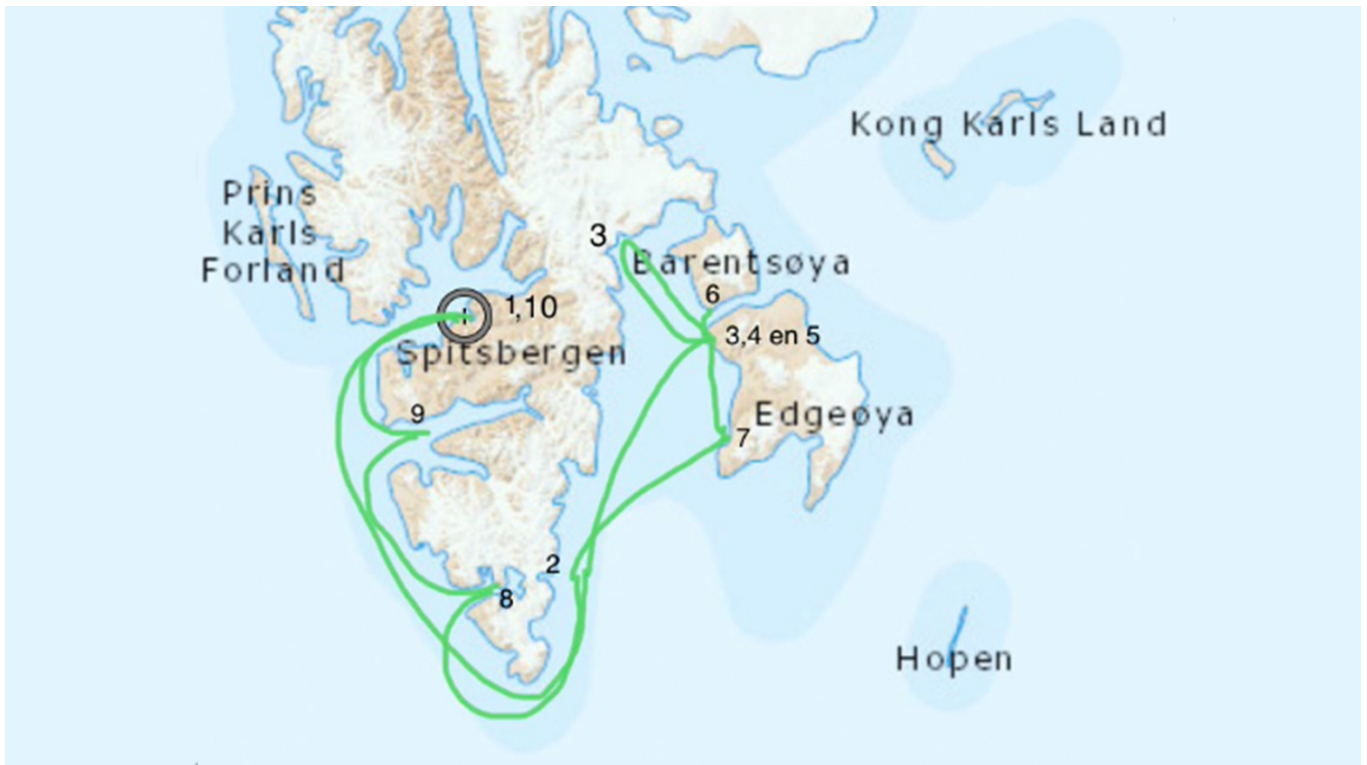 Kong Karls Land
Prins
Karls
Forland
3
Barentsøya
6
1,10
3,4 en 5
Spitsbergen
9
Edgeøya
7
2
8
Hopen